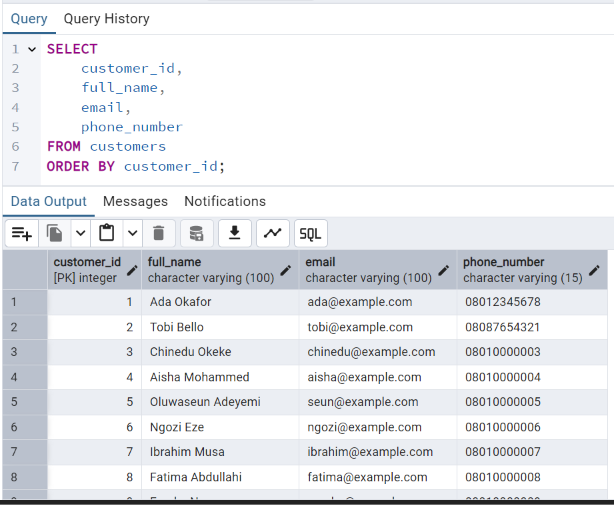 Query Query History
1 SELECT
2 customer_id,
3 full_name,
4 email,
5 phone_number
6 FROM customers
7 ORDER BY customer_id;
Data Output Messages Notifications
SQL
customer_id full_name email phone_number
[PK] integer character varying (100) character varying (100) character varying (15)
1 1 Ada Okafor ada@example.com 08012345678
2 2 Tobi Bello tobi@example.com 08087654321
3 3 Chinedu Okeke chinedu@example.com 08010000003
4 4 Aisha Mohammed aisha@example.com 08010000004
5 5 Oluwaseun Adeyemi seun@example.com 08010000005
6 6 Ngozi Eze ngozi@example.com 08010000006
7 7 Ibrahim Musa ibrahim@example.com 08010000007
8 8 Fatima Abdullahi fatima@example.com 08010000008